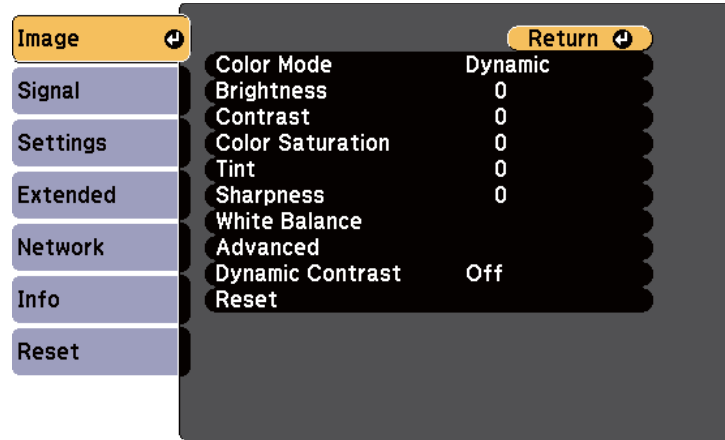 Image
Signal
Settings
Extended
Network
Info
Reset
Return
Color Mode Dynamic
Brightness 0
Contrast 0
Color Saturation 0
Tint 0
Sharpness 0
White Balance
Advanced
Dynamic Contrast Off
Reset